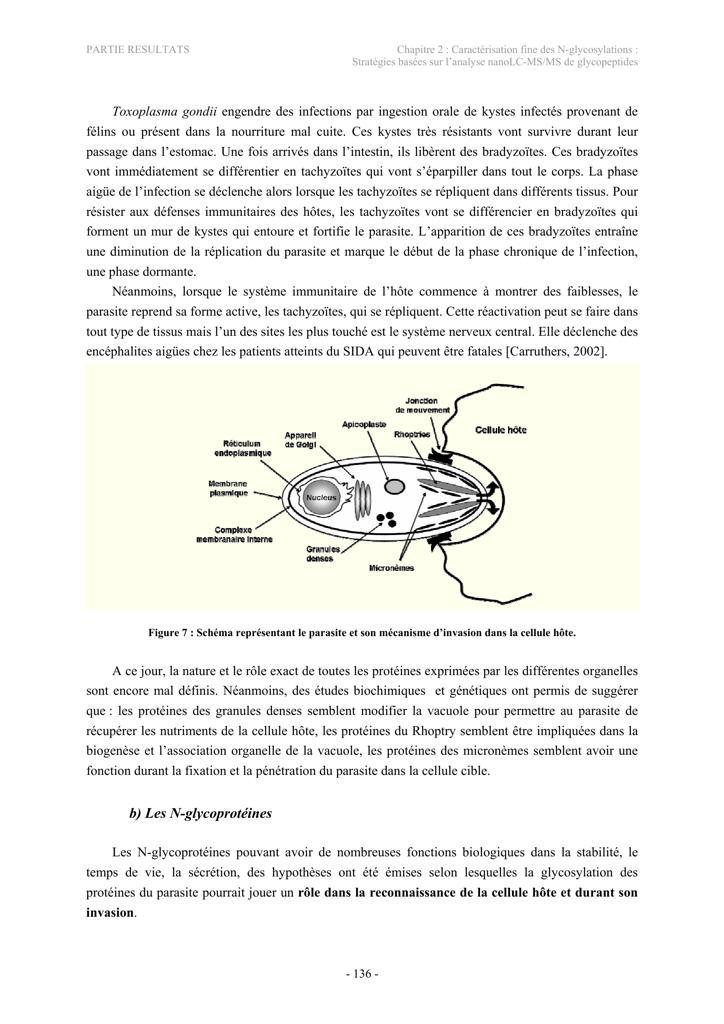 PARTIE RESULTATS
Chapitre 2 : Caractérisation fine des N-glycosylations :
Stratégies basées sur l'analyse nanoLC-MS/MS de glycopeptides
Toxoplasma gondii engendre des infections par ingestion orale de kystes infectés provenant de
félins ou présent dans la nourriture mal cuite. Ces kystes très résistants vont survivre durant leur
passage dans l'estomac. Une fois arrivés dans l'intestin, ils libèrent des bradyzoïtes. Ces bradyzoïtes
vont immédiatement se différentier en tachyzoïtes qui vont s'éparpiller dans tout le corps. La phase
aigüe de l'infection se déclenche alors lorsque les tachyzoïtes se répliquent dans différents tissus. Pour
résister aux défenses immunitaires des hôtes, les tachyzoïtes vont se différencier en bradyzoïtes qui
forment un mur de kystes qui entoure et fortifie le parasite. L'apparition de ces bradyzoïtes entraîne
une diminution de la réplication du parasite et marque le début de la phase chronique de l'infection,
une phase dormante.
Néanmoins, lorsque le système immunitaire de l'hôte commence à montrer des faiblesses, le
parasite reprend sa forme active, les tachyzoïtes, qui se répliquent. Cette réactivation peut se faire dans
tout type de tissus mais l'un des sites les plus touché est le système nerveux central. Elle déclenche des
encéphalites aigües chez les patients atteints du SIDA qui peuvent être fatales [Carruthers, 2002].
Jonction
de mouvement
Apicoplaste
Cellule hôte
Appareil
de Golgi
Rhoptries
Réticulum
endoplasmique
Membrane
plasmique
Nucleus
Complexe
membranaire interne
Granules
denses
Micronèmes
Figure 7 : Schéma représentant le parasite et son mécanisme d'invasion dans la cellule hôte.
A ce jour, la nature et le rôle exact de toutes les protéines exprimées par les différentes organelles
sont encore mal définis. Néanmoins, des études biochimiques et génétiques ont permis de suggérer
que : les protéines des granules denses semblent modifier la vacuole pour permettre au parasite de
récupérer les nutriments de la cellule hôte, les protéines du Rhoptry semblent être impliquées dans la
biogenèse et l'association organelle de la vacuole, les protéines des micronèmes semblent avoir une
fonction durant la fixation et la pénétration du parasite dans la cellule cible.
b) Les N-glycoprotéines
Les N-glycoprotéines pouvant avoir de nombreuses fonctions biologiques dans la stabilité, le
temps de vie, la sécrétion, des hypothèses ont été émises selon lesquelles la glycosylation des
protéines du parasite pourrait jouer un rôle dans la reconnaissance de la cellule hôte et durant son
invasion.
- 136 -